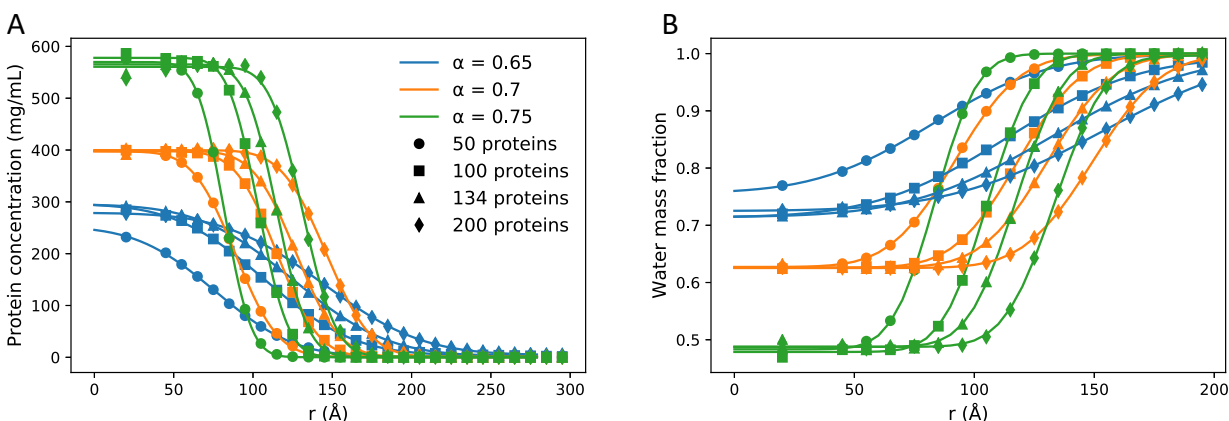 A
Protein concentration (mg/mL)
600
500
400
300
200
100
0
0 50 100 150 200 250 300
r (Å)
α = 0.65
α = 0.7
α = 0.75
50 proteins
100 proteins
134 proteins
200 proteins
B
Water mass fraction
1.0
0.9
0.8
0.7
0.6
0.5
0 50 100 150 200
r (Å)